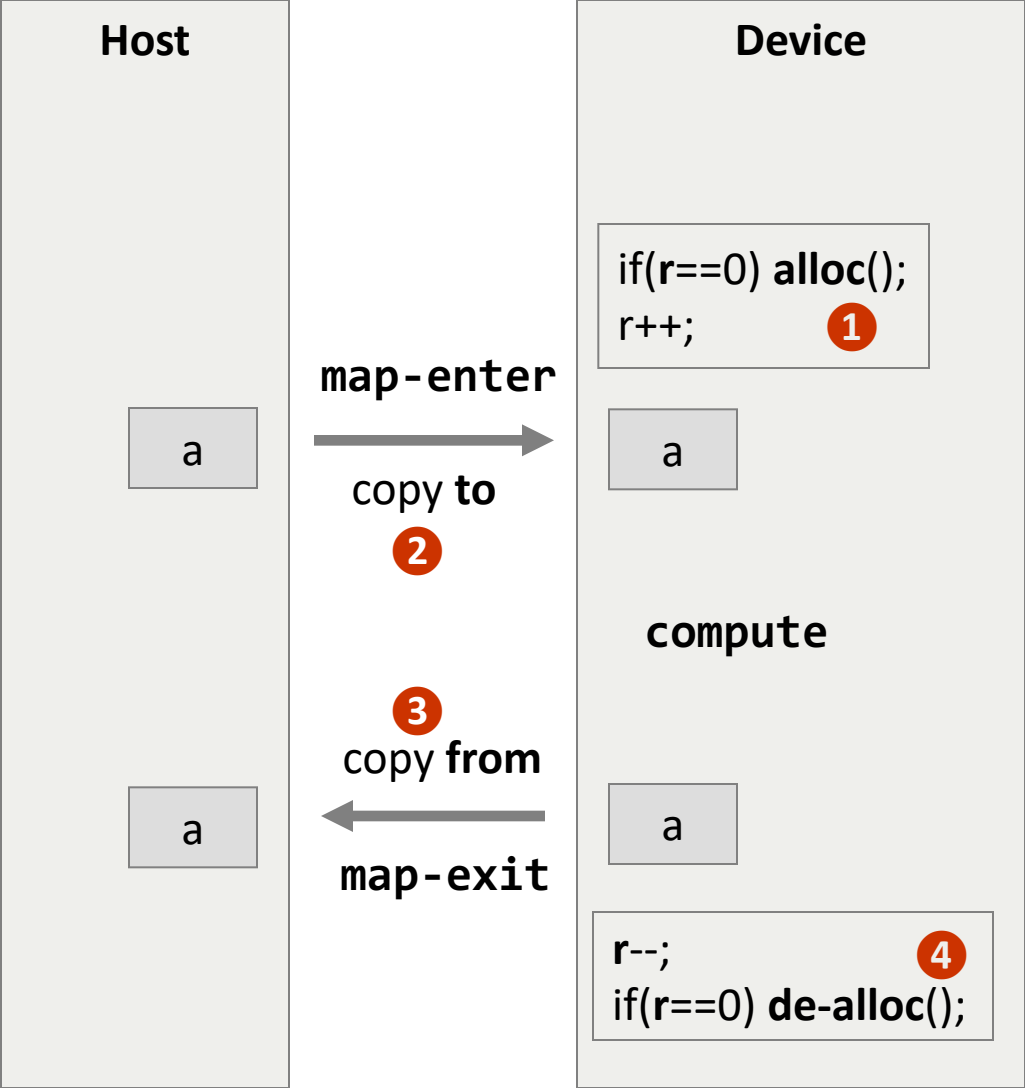 Host
Device
if(r==0) alloc();
r++;
1
map-enter
a
a
copy to
2
compute
3
copy from
a
a
map-exit
r--;
4
if(r==0) de-alloc();